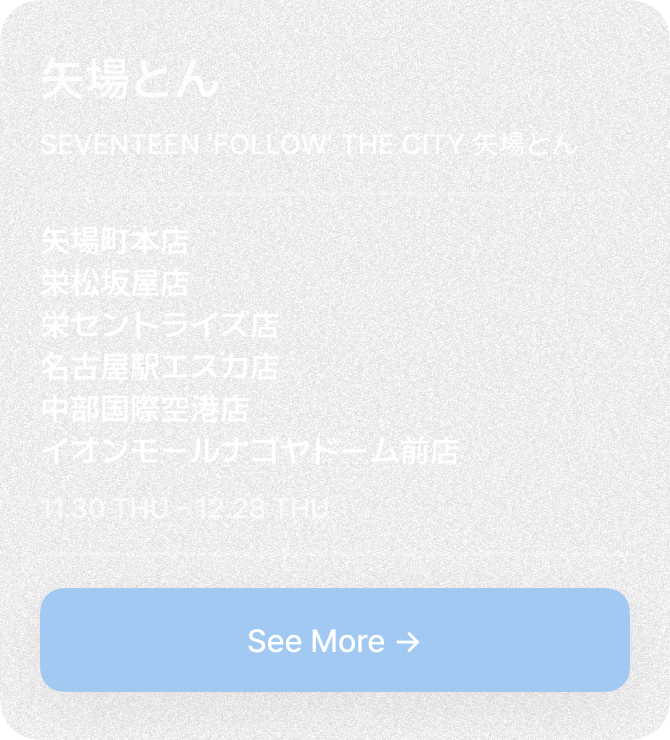 矢場とん
SEVENTEEN 'FOLLOW' THE CITY 矢場とん
矢場町本店
栄松坂屋店
栄セントライズ店
名古屋駅エスカ店
中部国際空港店
イオンモールナゴヤドーム前店
11.30 THU - 12.28 THU
See More →